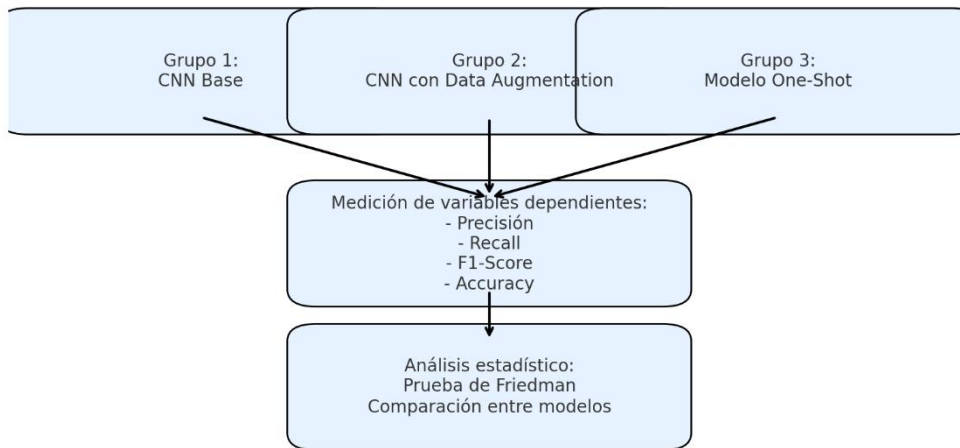 Grupo 1:
CNN Base
Grupo 2:
CNN con Data Augmentation
Grupo 3:
Modelo One-Shot
Medición de variables dependientes:
- Precisión
- Recall
- F1-Score
- Accuracy
Análisis estadístico:
Prueba de Friedman
Comparación entre modelos